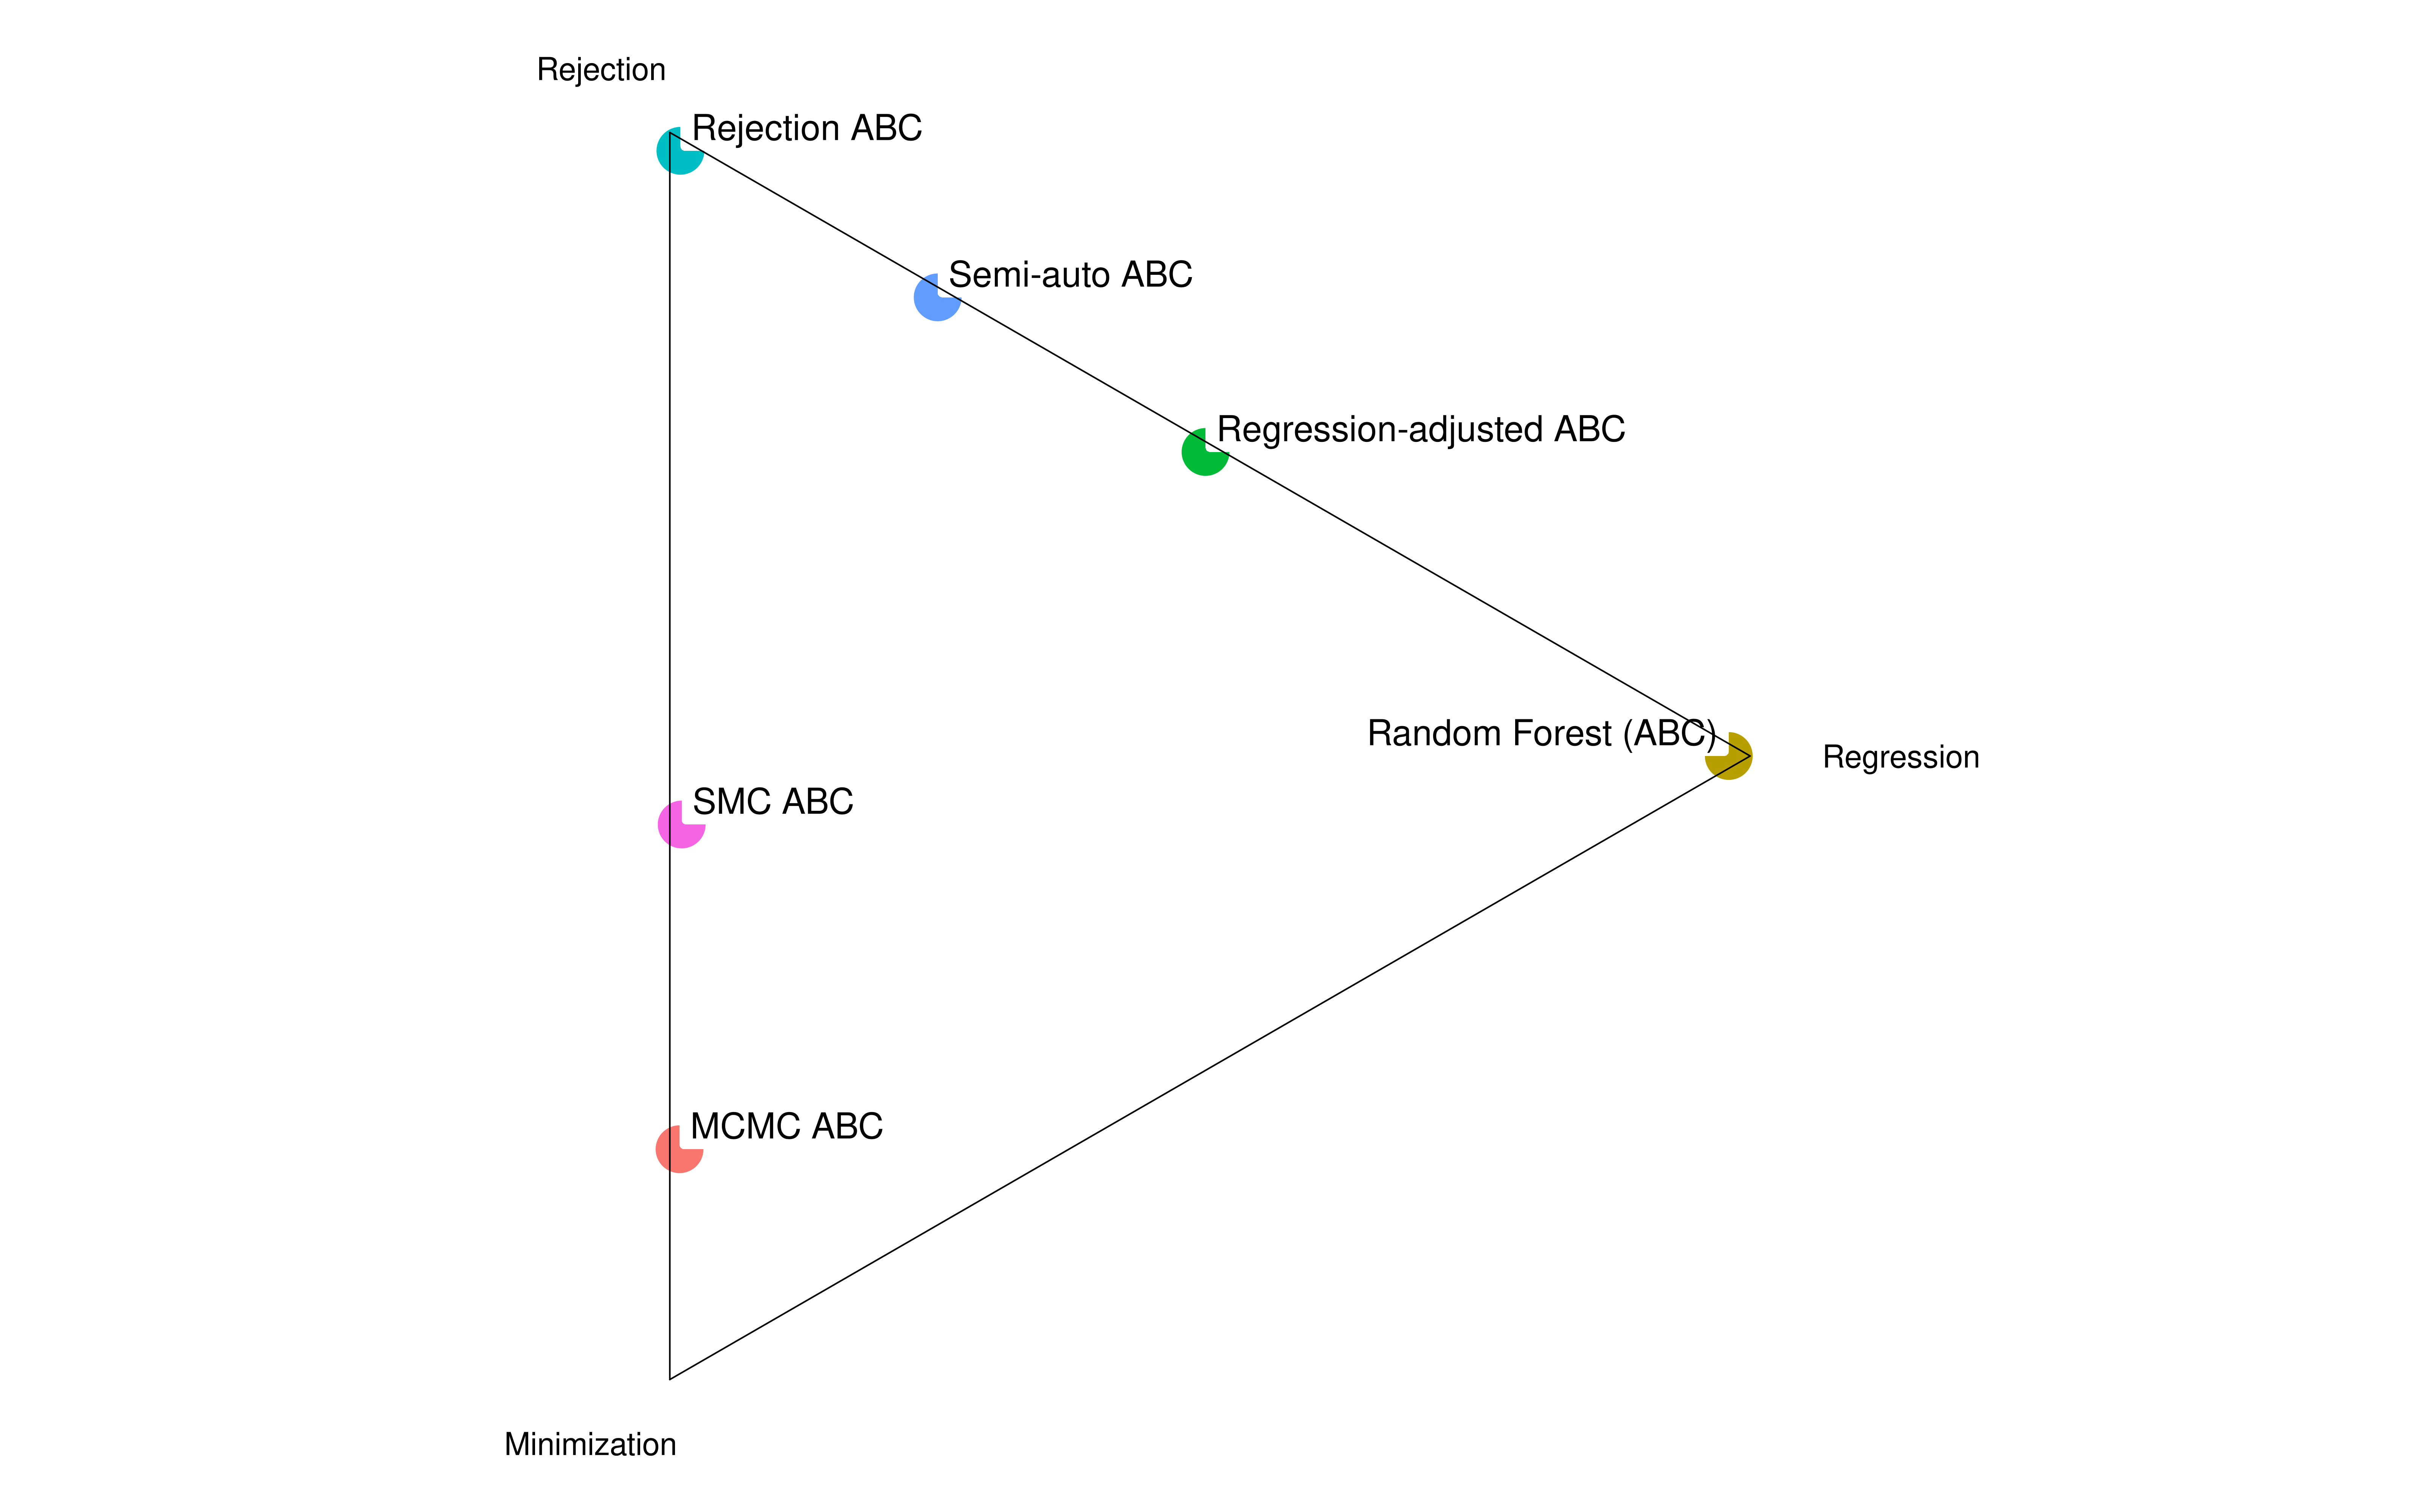 Rejection
Rejection ABC
Semi-auto ABC
Regression-adjusted ABC
Random Forest (ABC)
Regression
SMC ABC
MCMC ABC
Minimization